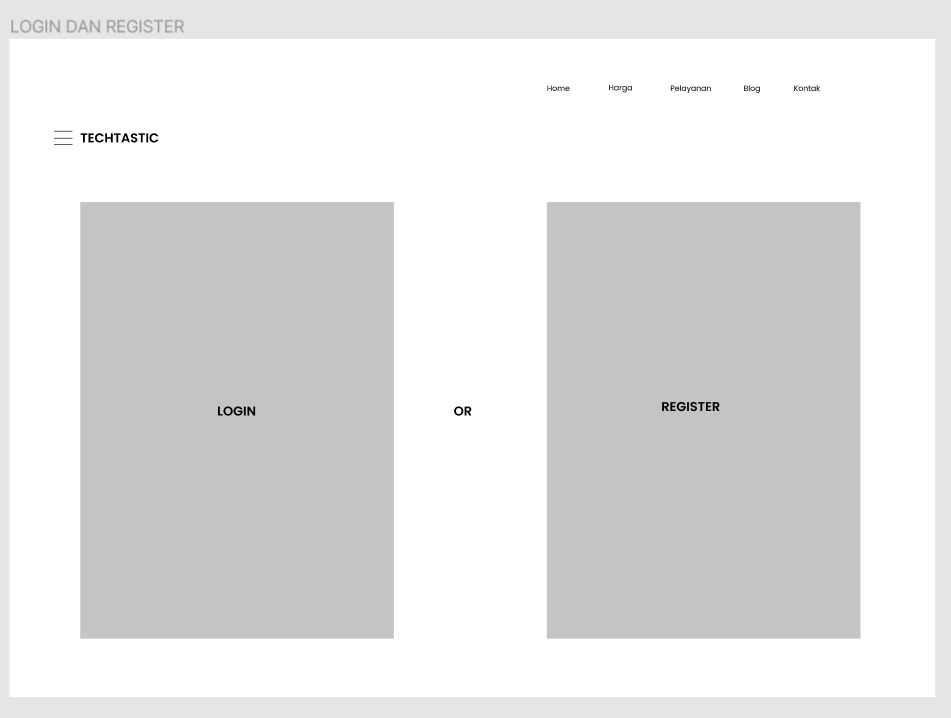 LOGIN DAN REGISTER
Home Harga Pelayanan Blog Kontak
TECHTASTIC
LOGIN OR REGISTER